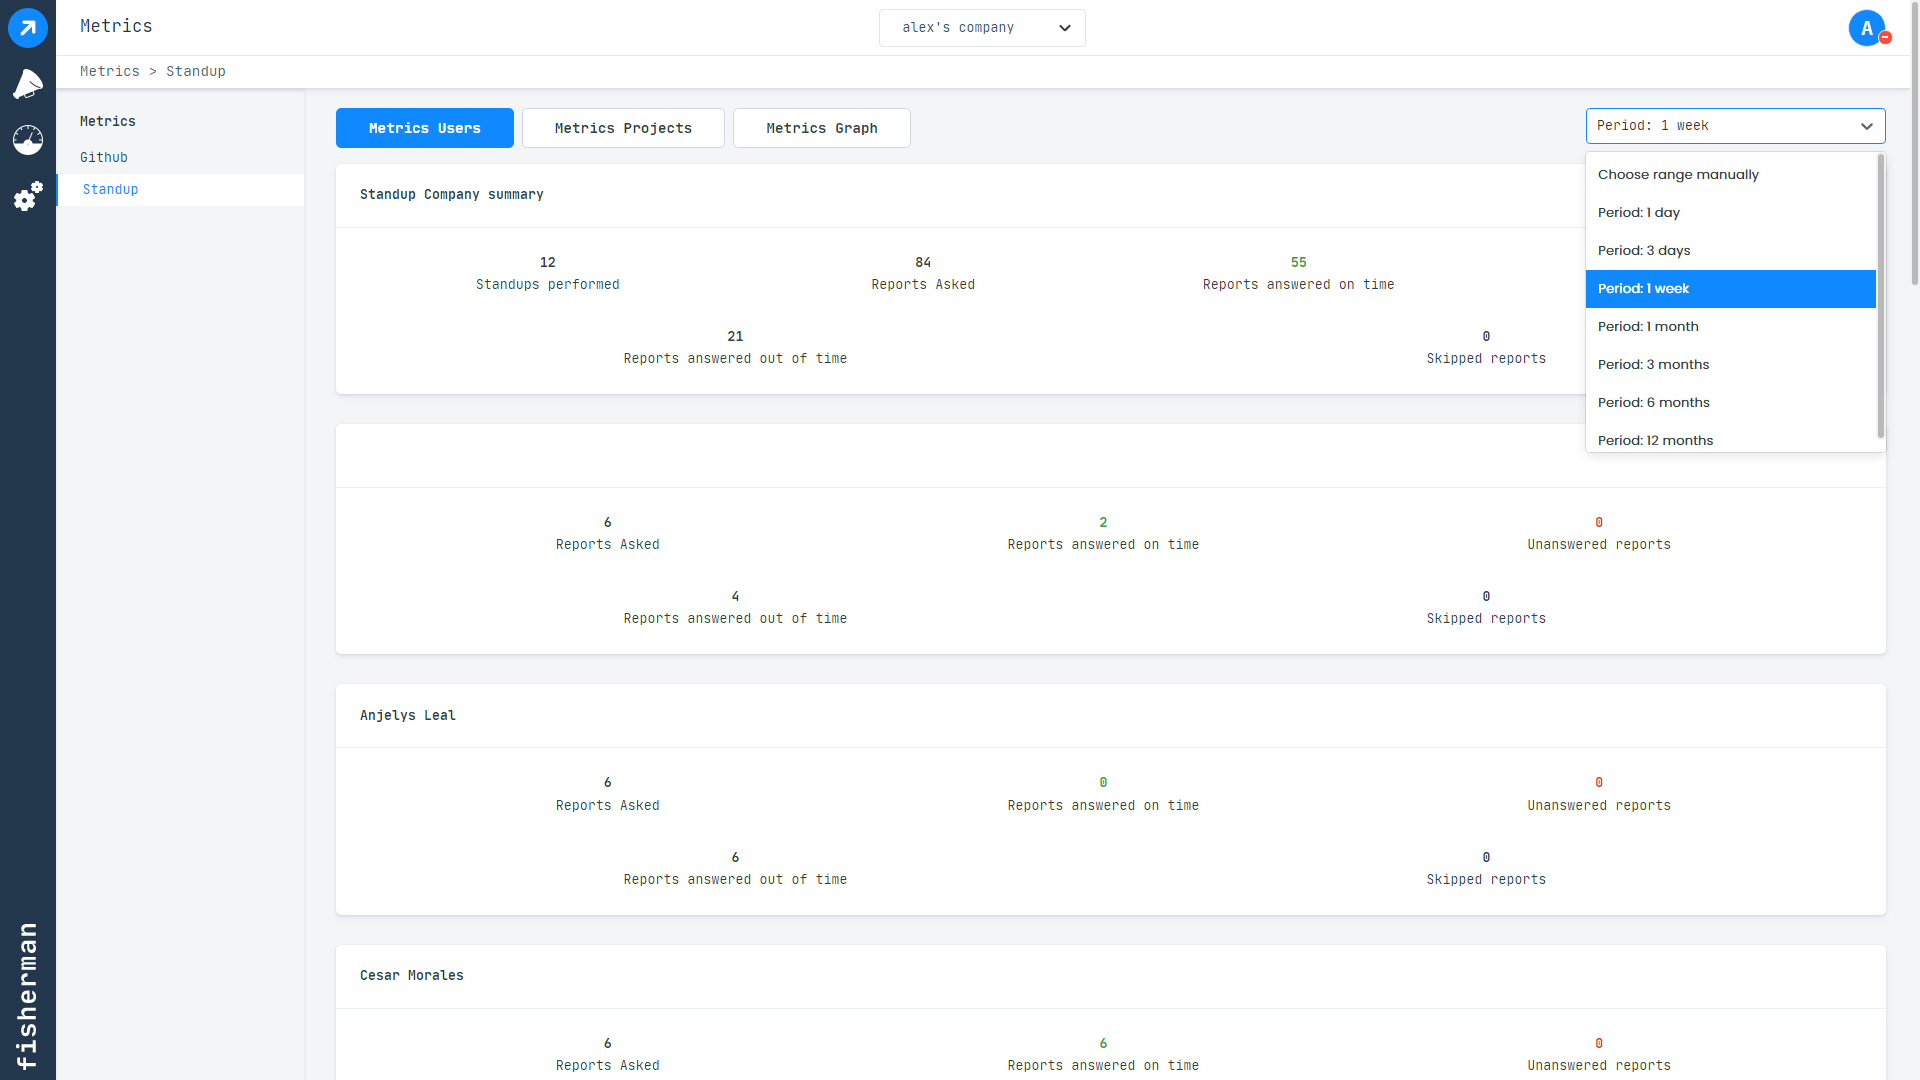 Metrics
alex's company
A
Metrics > Standup
Metrics
Github
Standup
fisherman
Metrics Users
Metrics Projects
Metrics Graph
Period: 1 week
Choose range manually
Period: 1 day
Period: 3 days
Period: 1 week
Period: 1 month
Period: 3 months
Period: 6 months
Period: 12 months
Standup Company summary
12
Standups performed
84
Reports Asked
55
Reports answered on time
21
Reports answered out of time
0
Skipped reports
6
Reports Asked
2
Reports answered on time
0
Unanswered reports
4
Reports answered out of time
0
Skipped reports
Anjelys Leal
6
Reports Asked
0
Reports answered on time
0
Unanswered reports
6
Reports answered out of time
0
Skipped reports
Cesar Morales
6
Reports Asked
6
Reports answered on time
0
Unanswered reports